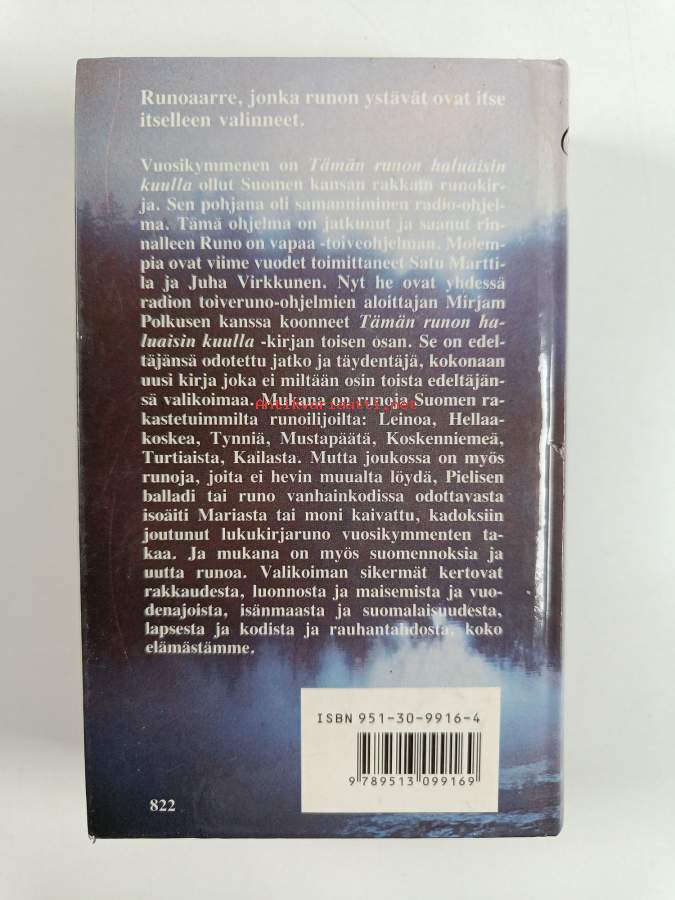 Runoaarre, jonka runon ystävät ovat itse
itselleen valinneet.
Vuosikymmenen on Tämän runon haluaisin
kuulla ollut Suomen kansan rakkain runokir-
ja. Sen pohjana oli samanniminen radio-ohjel-
ma. Tämä ohjelma on jatkunut ja saanut rin-
nalleen Runo on vapaa -toiveohjelman. Molem-
pia ovat viime vuodet toimittaneet Satu Martti-
la ja Juha Virkkunen. Nyt he ovat yhdessä
radion toiveruno-ohjelmien aloittajan Mirjam
Polkusen kanssa koonneet Tämän runon ha-
luaisin kuulla -kirjan toisen osan. Se on edel-
täjänsä odotettu jatko ja täydentäjä, kokonaan
uusi kirja joka ei miltään osin toista edeltäjän-
sä valikoimaa. Mukana on runoja Suomen ra-
Antikvariaatti.net
kastetuimmilta runoilijoilta: Leinoa, Hellaa-
koskea, Tynniä, Mustapäätä, Koskenniemeä,
Turtiaista, Kailasta. Mutta joukossa on myös
runoja, joita ei hevin muualta löydä, Pielisen
balladi tai runo vanhainkodissa odottavasta
isoäiti Mariasta tai moni kaivattu, kadoksiin
joutunut lukukirjaruno vuosikymmenten ta-
kaa. Ja mukana on myös suomennoksia ja
uutta runoa. Valikoiman sikermät kertovat
rakkaudesta, luonnosta ja maisemista ja vuo-
denajoista, isänmaasta ja suomalaisuudesta,
lapsesta ja kodista ja rauhantahdosta, koko
elämästämme.
ISBN 951-30-9916-4
9 789513 099169
822